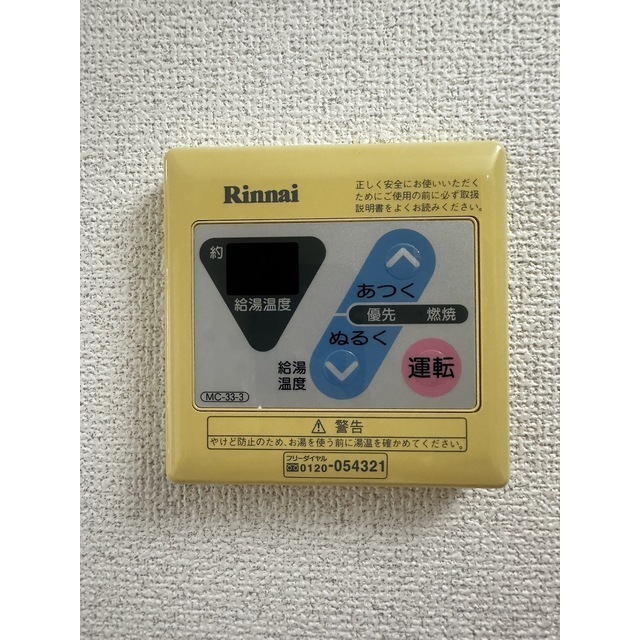 Rinnai
正しく安全にお使いいただく
ためにご使用の前に必ず取扱
説明書をよくお読みください。
約
給湯温度
あつく
優先 燃焼
ぬるく
給湯
温度
運転
MC-33-3
⚠警告
やけど防止のため、お湯を使う前に湯温を確かめてください。
フリーダイヤル
0120-054321